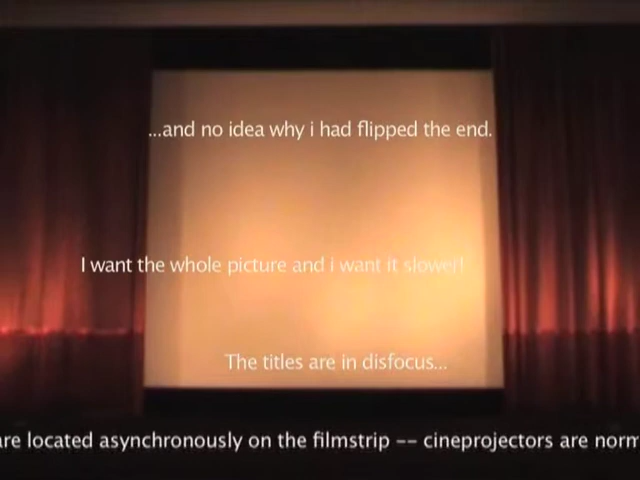 ...and no idea why i had flipped the end.
I want the whole picture and i want it slower!
The titles are in disfocus...
are located asynchronously on the filmstrip –– cineprojectors are norm